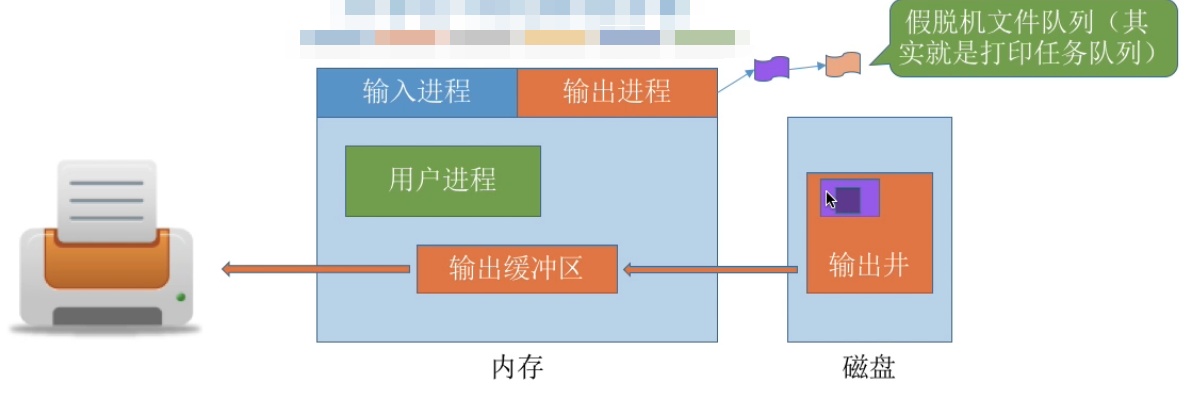 假脱机文件队列（其
实就是打印任务队列）
输入进程
输出进程
用户进程
输出缓冲区
输出井
内存
磁盘